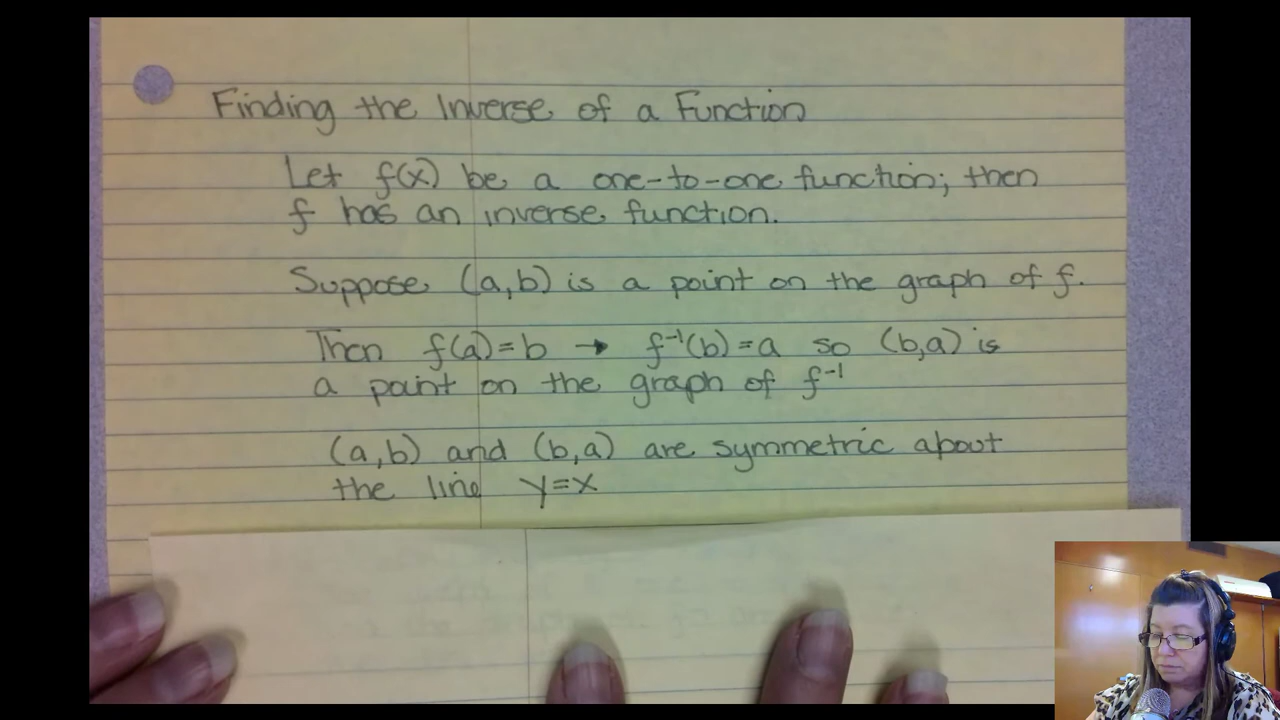 Finding the Inverse of a Function
Let f(x) be a one-to-one function; then
f has an inverse function.
Suppose (a,b) is a point on the graph of f.
Then f(a)=b → f⁻¹(b)=a so (b,a) is
a point on the graph of f⁻¹
(a,b) and (b,a) are symmetric about
the line y=x